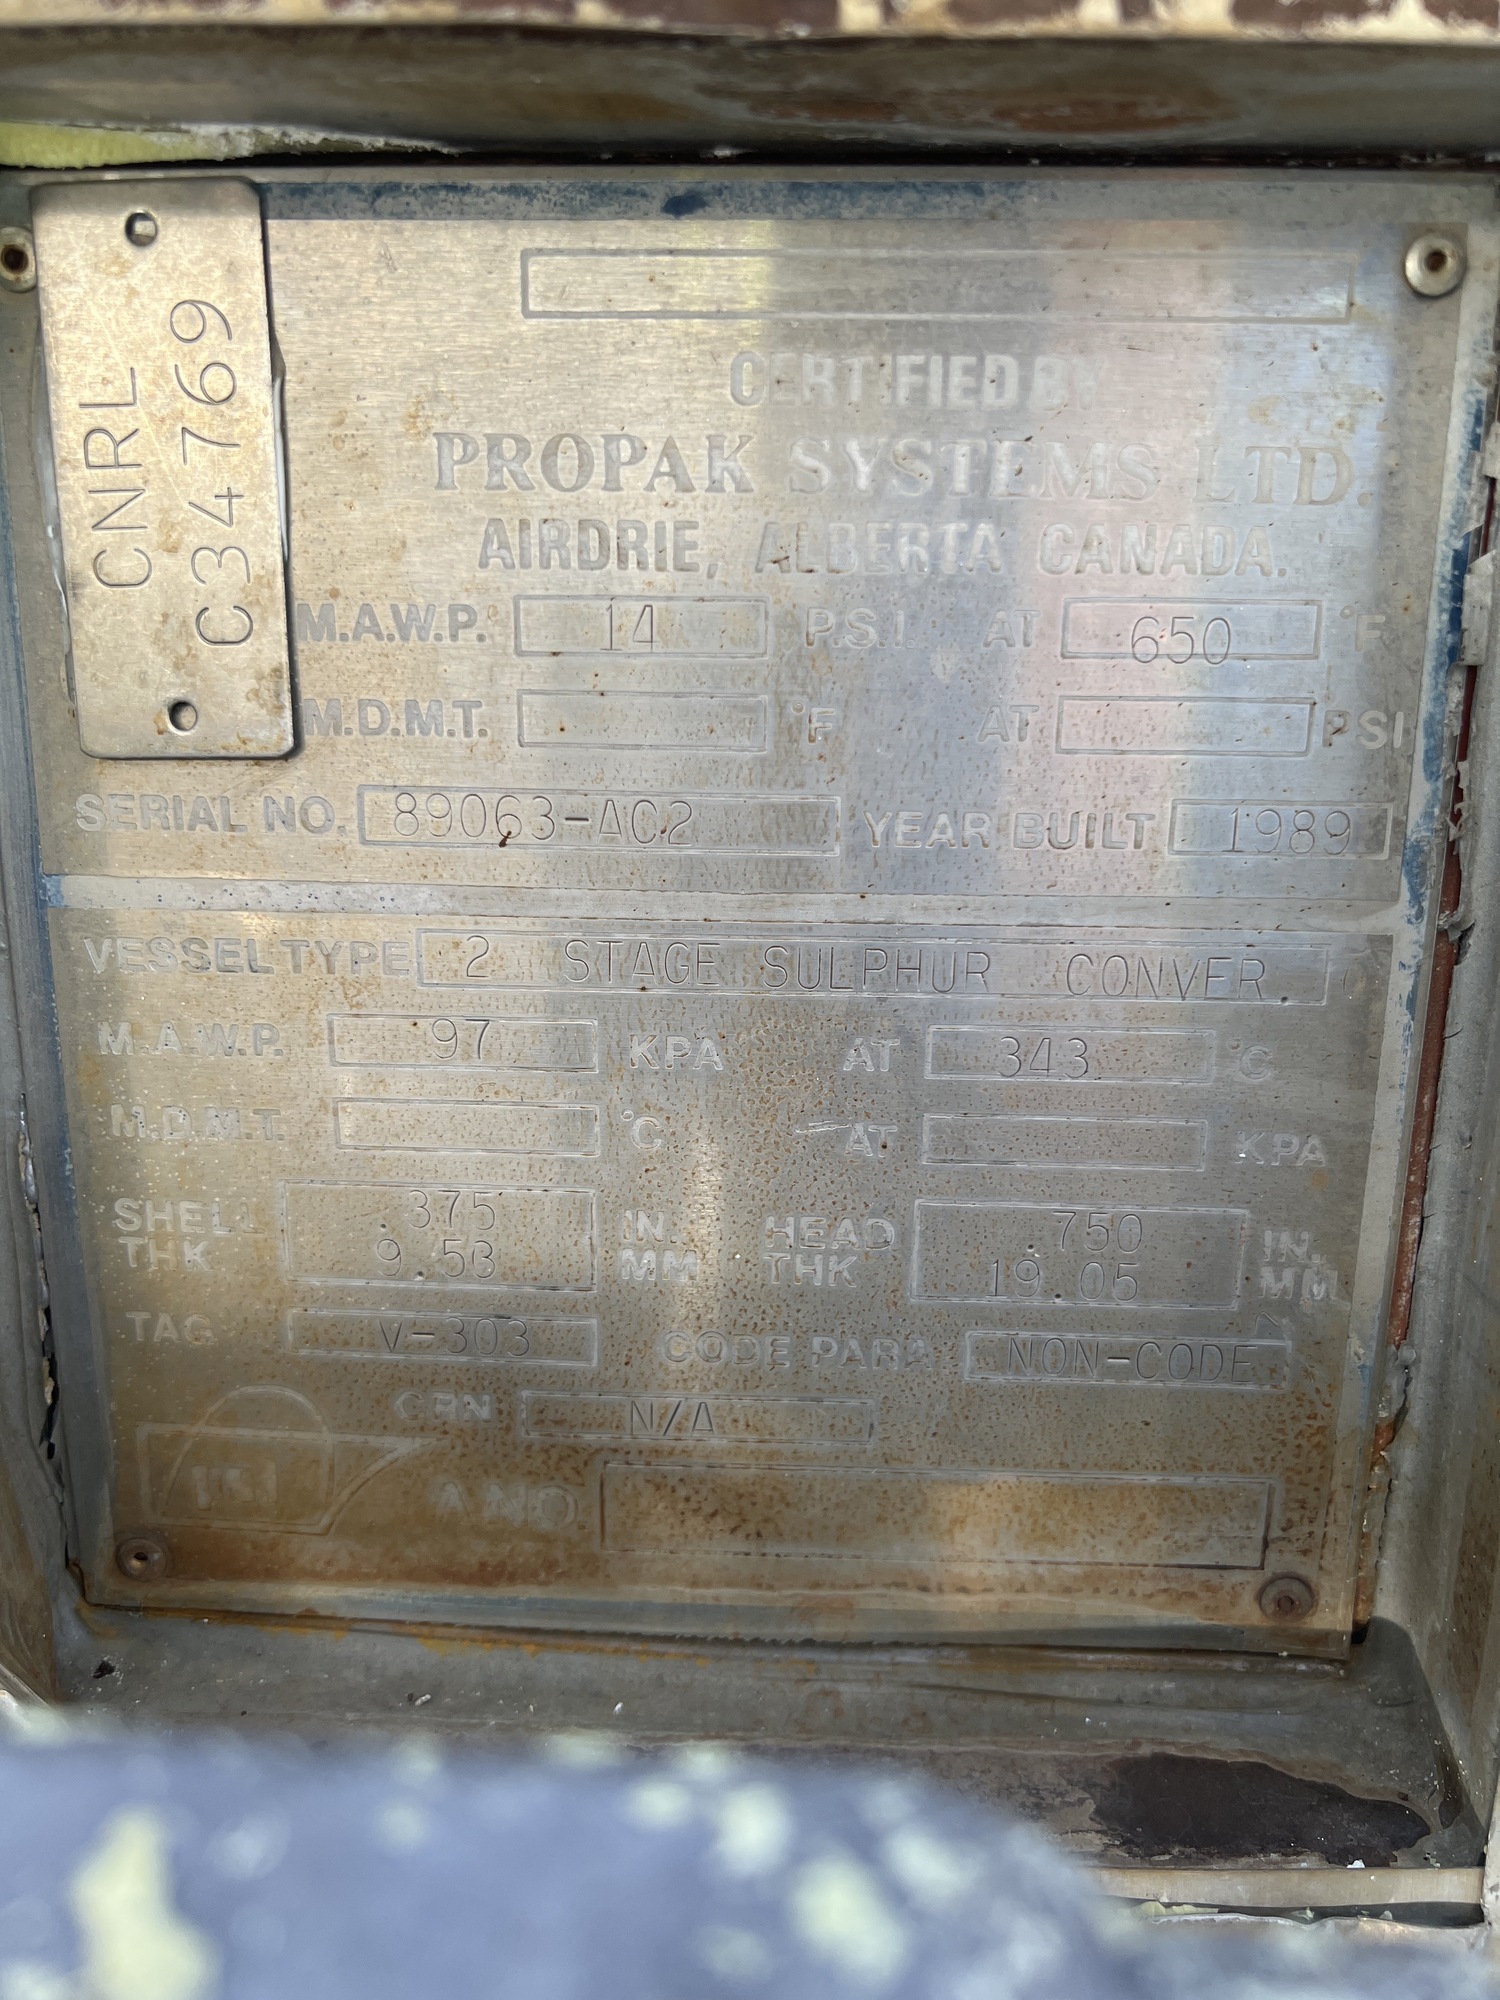 CNRL
C34769
CERTIFIED BY
PROPAK SYSTEMS LTD.
AIRDRIE, ALBERTA CANADA.
M.A.W.P. 14 P.S.I. AT 650 °F
M.D.M.T. °F AT PSI
SERIAL NO. 89063-AC2 YEAR BUILT 1989
VESSEL TYPE 2 STAGE SULPHUR CONVER.
M.A.W.P. 97 KPA AT 343 °C
M.D.M.T. °C AT KPA
SHELL THK .375 IN. HEAD THK .750 IN.
9.53 MM 19.05 MM
TAG V-303 CODE PARA NON-CODE
CRN N/A
A NO